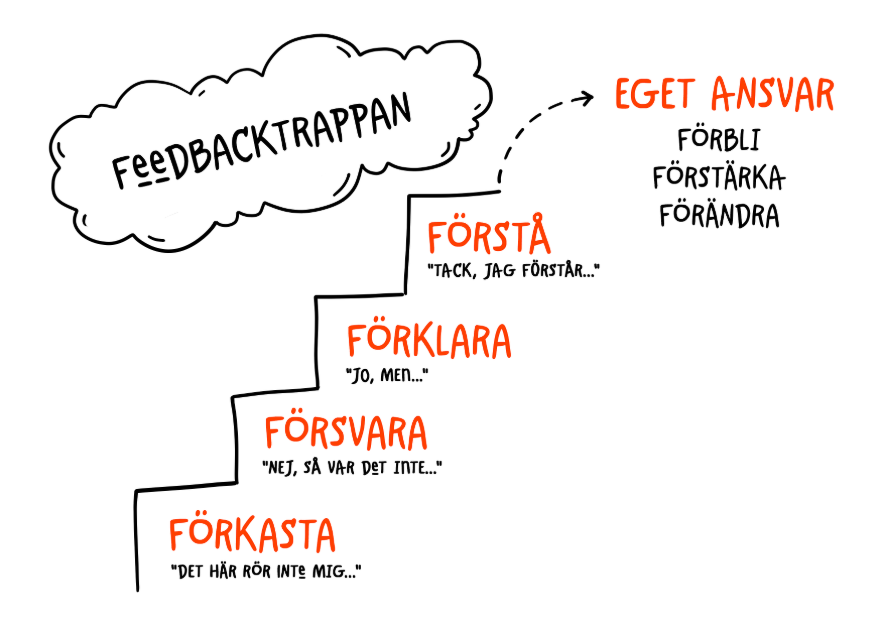 FEEDBACKTRAPPAN
EGET ANSVAR
FÖRBLI
FÖRSTÄRKA
FÖRÄNDRA
FÖRSTÅ
"TACK, JAG FÖRSTÅR..."
FÖRKLARA
"JO, MEN..."
FÖRSVARA
"NEJ, SÅ VAR DET INTE..."
FÖRKASTA
"DET HÄR RÖR INTE MIG..."